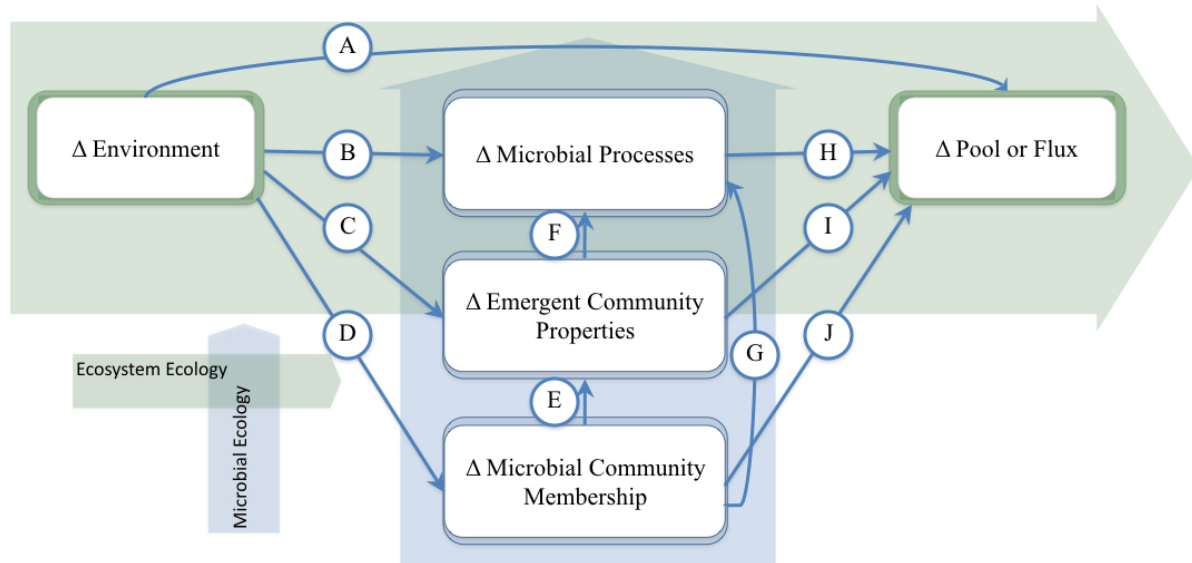 A
Δ Environment
B
Δ Microbial Processes
H
Δ Pool or Flux
C
F
I
Δ Emergent Community
Properties
D
G
J
Ecosystem Ecology
Microbial Ecology
E
Δ Microbial Community
Membership